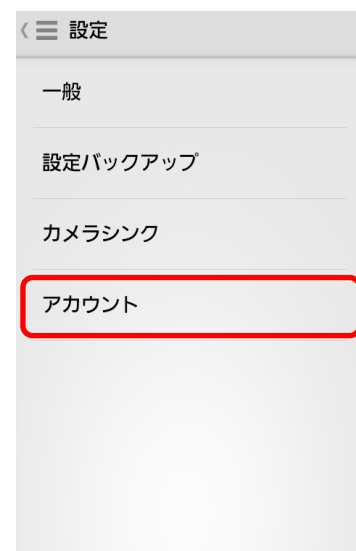 設定
一般
設定バックアップ
カメラシンク
アカウント